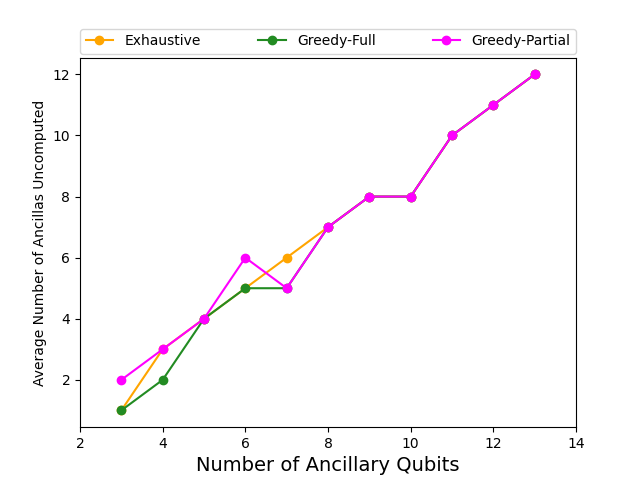 Exhaustive Greedy-Full Greedy-Partial
Average Number of Ancillas Uncomputed
12
10
8
6
4
2
2 4 6 8 10 12 14
Number of Ancillary Qubits